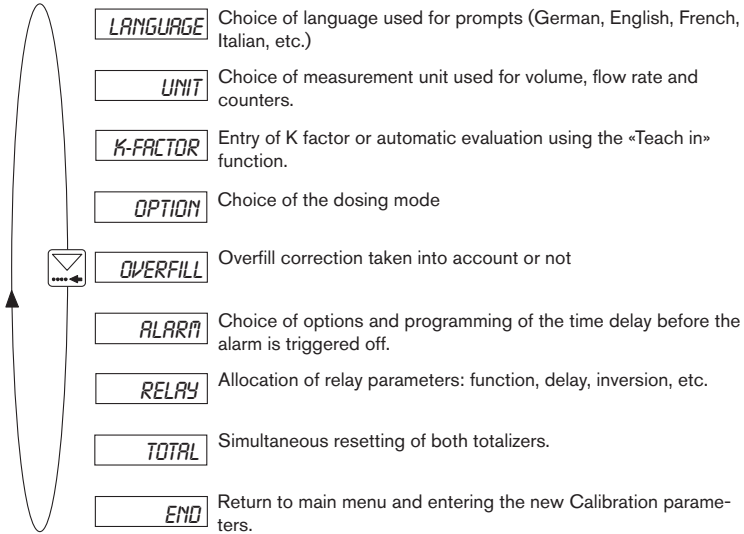 LANGUAGE
Choice of language used for prompts (German, English, French,
Italian, etc.)
UNIT
Choice of measurement unit used for volume, flow rate and
counters.
K-FACTOR
Entry of K factor or automatic evaluation using the «Teach in»
function.
OPTION
Choice of the dosing mode
OVERFILL
Overfill correction taken into account or not
ALARM
Choice of options and programming of the time delay before the
alarm is triggered off.
RELAY
Allocation of relay parameters: function, delay, inversion, etc.
TOTAL
Simultaneous resetting of both totalizers.
END
Return to main menu and entering the new Calibration parame-
ters.